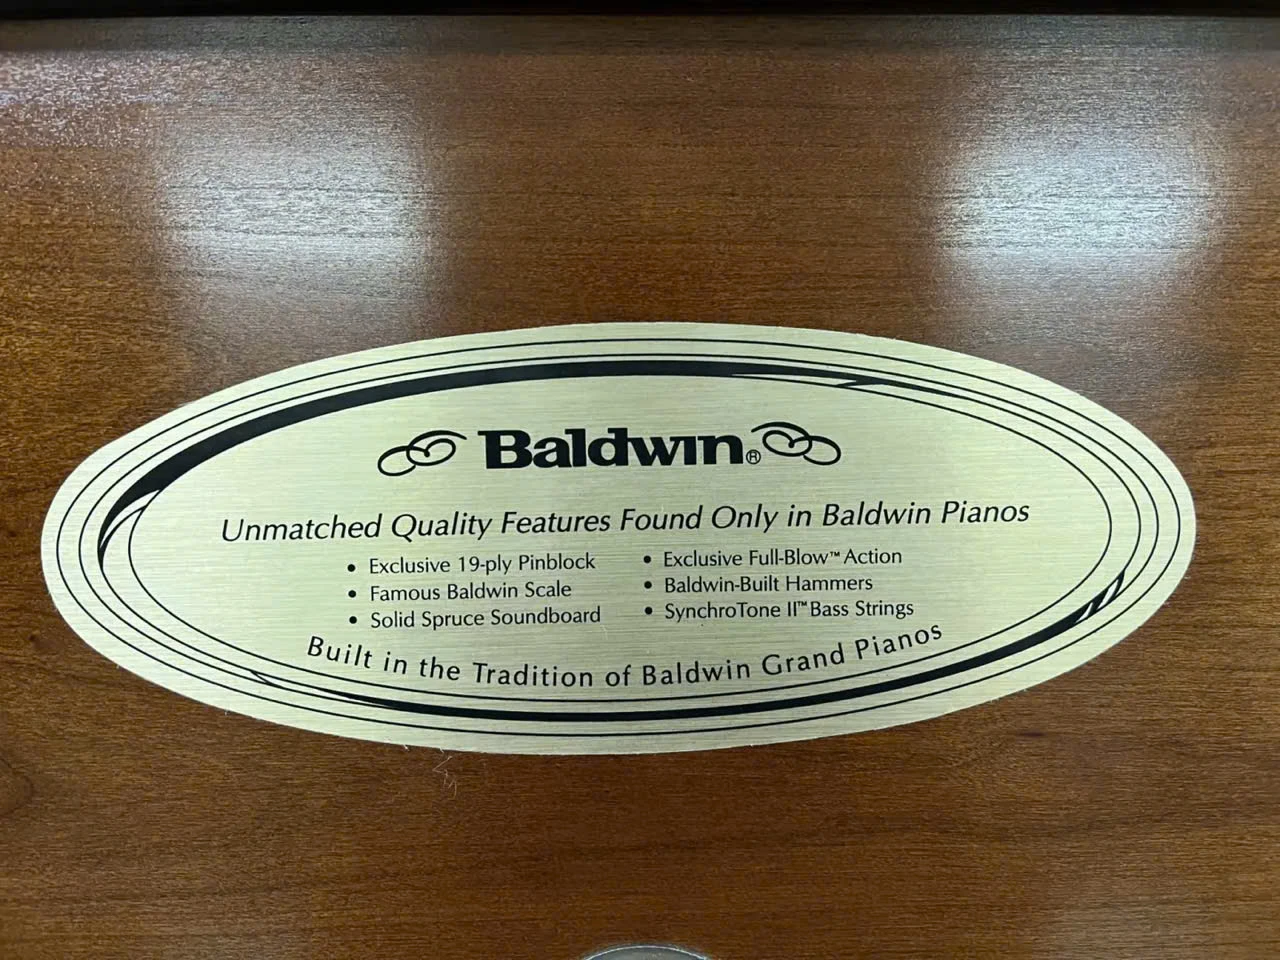 Baldwin®
Unmatched Quality Features Found Only in Baldwin Pianos
• Exclusive 19-ply Pinblock
• Famous Baldwin Scale
• Solid Spruce Soundboard
• Exclusive Full-Blow™ Action
• Baldwin-Built Hammers
• SynchroTone II™ Bass Strings
Built in the Tradition of Baldwin Grand Pianos